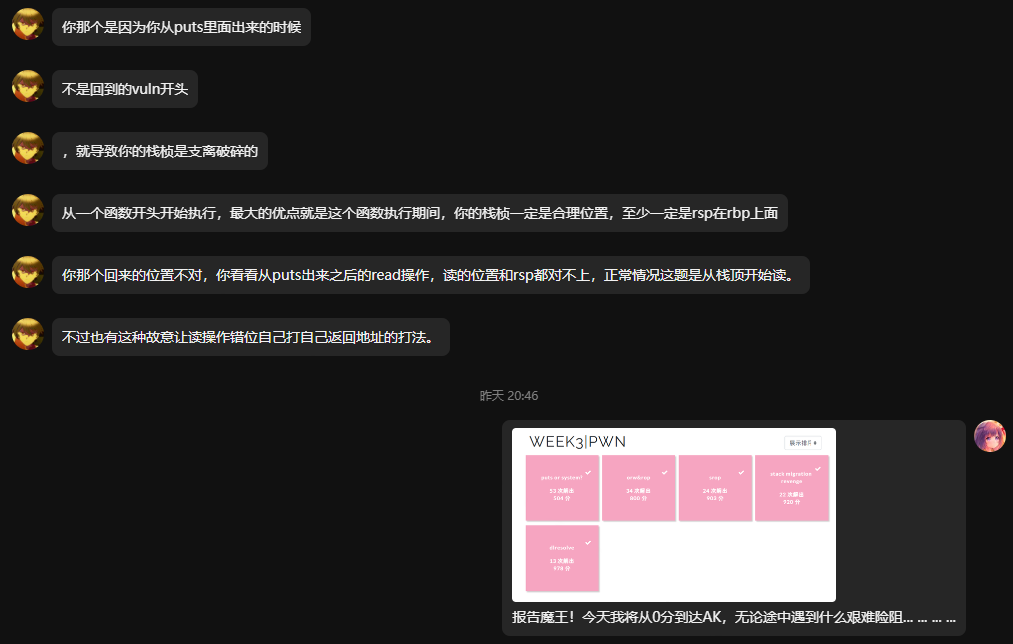 你那个是因为你从puts里面出来的时候
不是回到的vuln开头
，就导致你的栈桢是支离破碎的
从一个函数开头开始执行，最大的优点就是这个函数执行期间，你的栈桢一定是合理位置，至少一定是rsp在rbp上面
你那个回来的位置不对，你看看从puts出来之后的read操作，读的位置和rsp都对不上，正常情况这题是从栈顶开始读。
不过也有这种故意让读操作错位自己打自己返回地址的打法。
昨天 20:46
WEEK3|PWN
puts or system?
53 次解出
orw&rop
34 次解出
800 分
srop
24 次解出
903 分
stack migration
revenge
22 次解出
920 分
dlresolve
13 次解出
978 分
报告魔王！今天我将从0分到达AK，无论途中遇到什么艰难险阻... ... ... ...